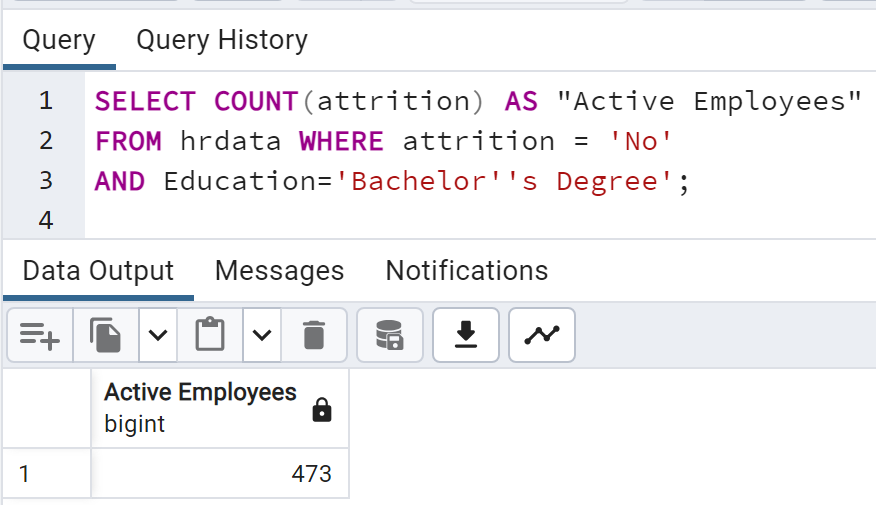 Query Query History
1 SELECT COUNT(attrition) AS "Active Employees"
2 FROM hrdata WHERE attrition = 'No'
3 AND Education='Bachelor''s Degree';
4
Data Output Messages Notifications
Active Employees
bigint
1 473